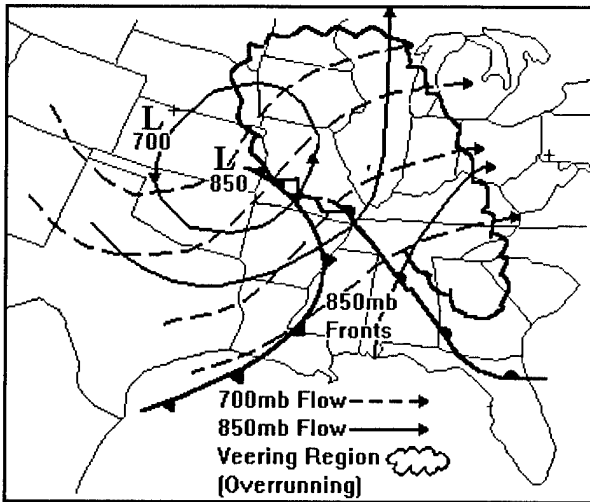 L
700
L
850
850mb
Fronts
700mb Flow
850mb Flow
Veering Region
(Overrunning)